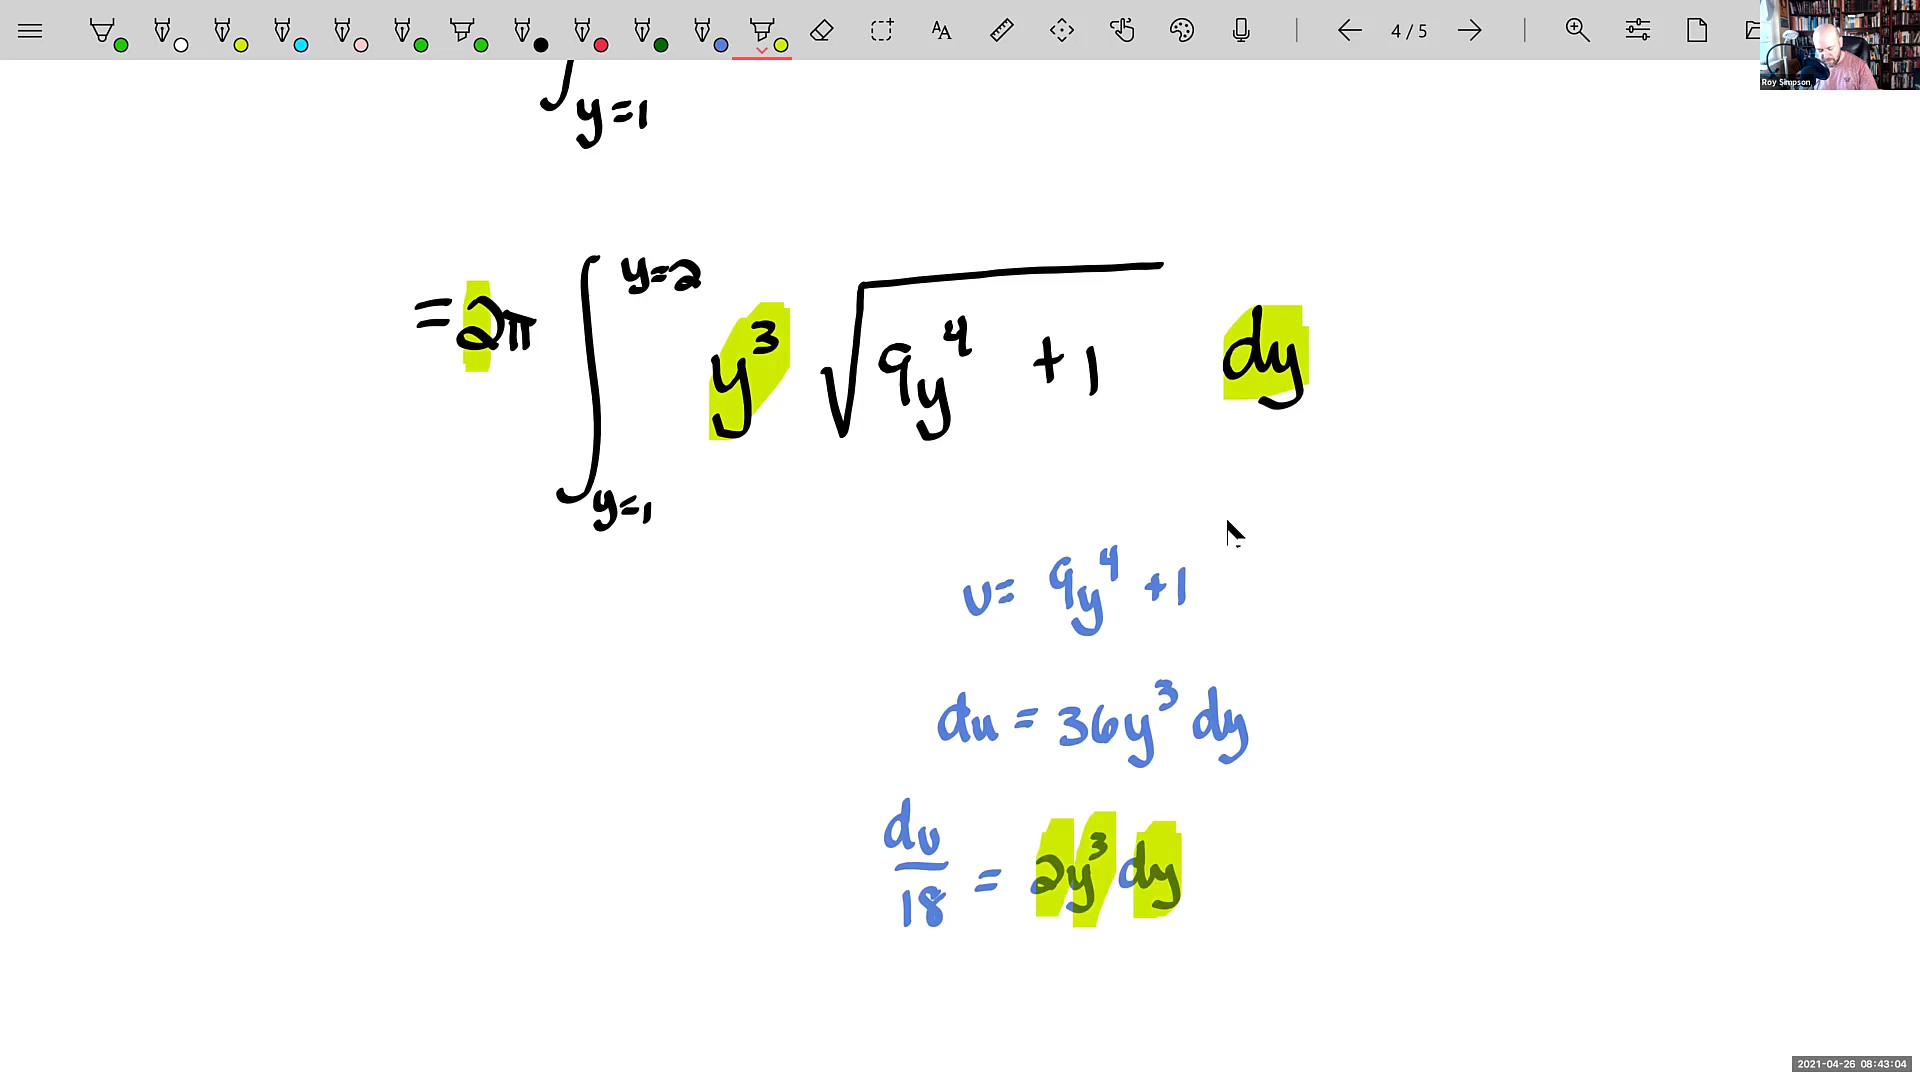 4 / 5
Roy Simpson
y=1
= 2π ∫ y=2 y=1 y³ √(9y⁴ + 1) dy
u= 9y⁴ +1
du = 36y³ dy
du/18 = 2y³ dy
2021-04-26 08:43:04